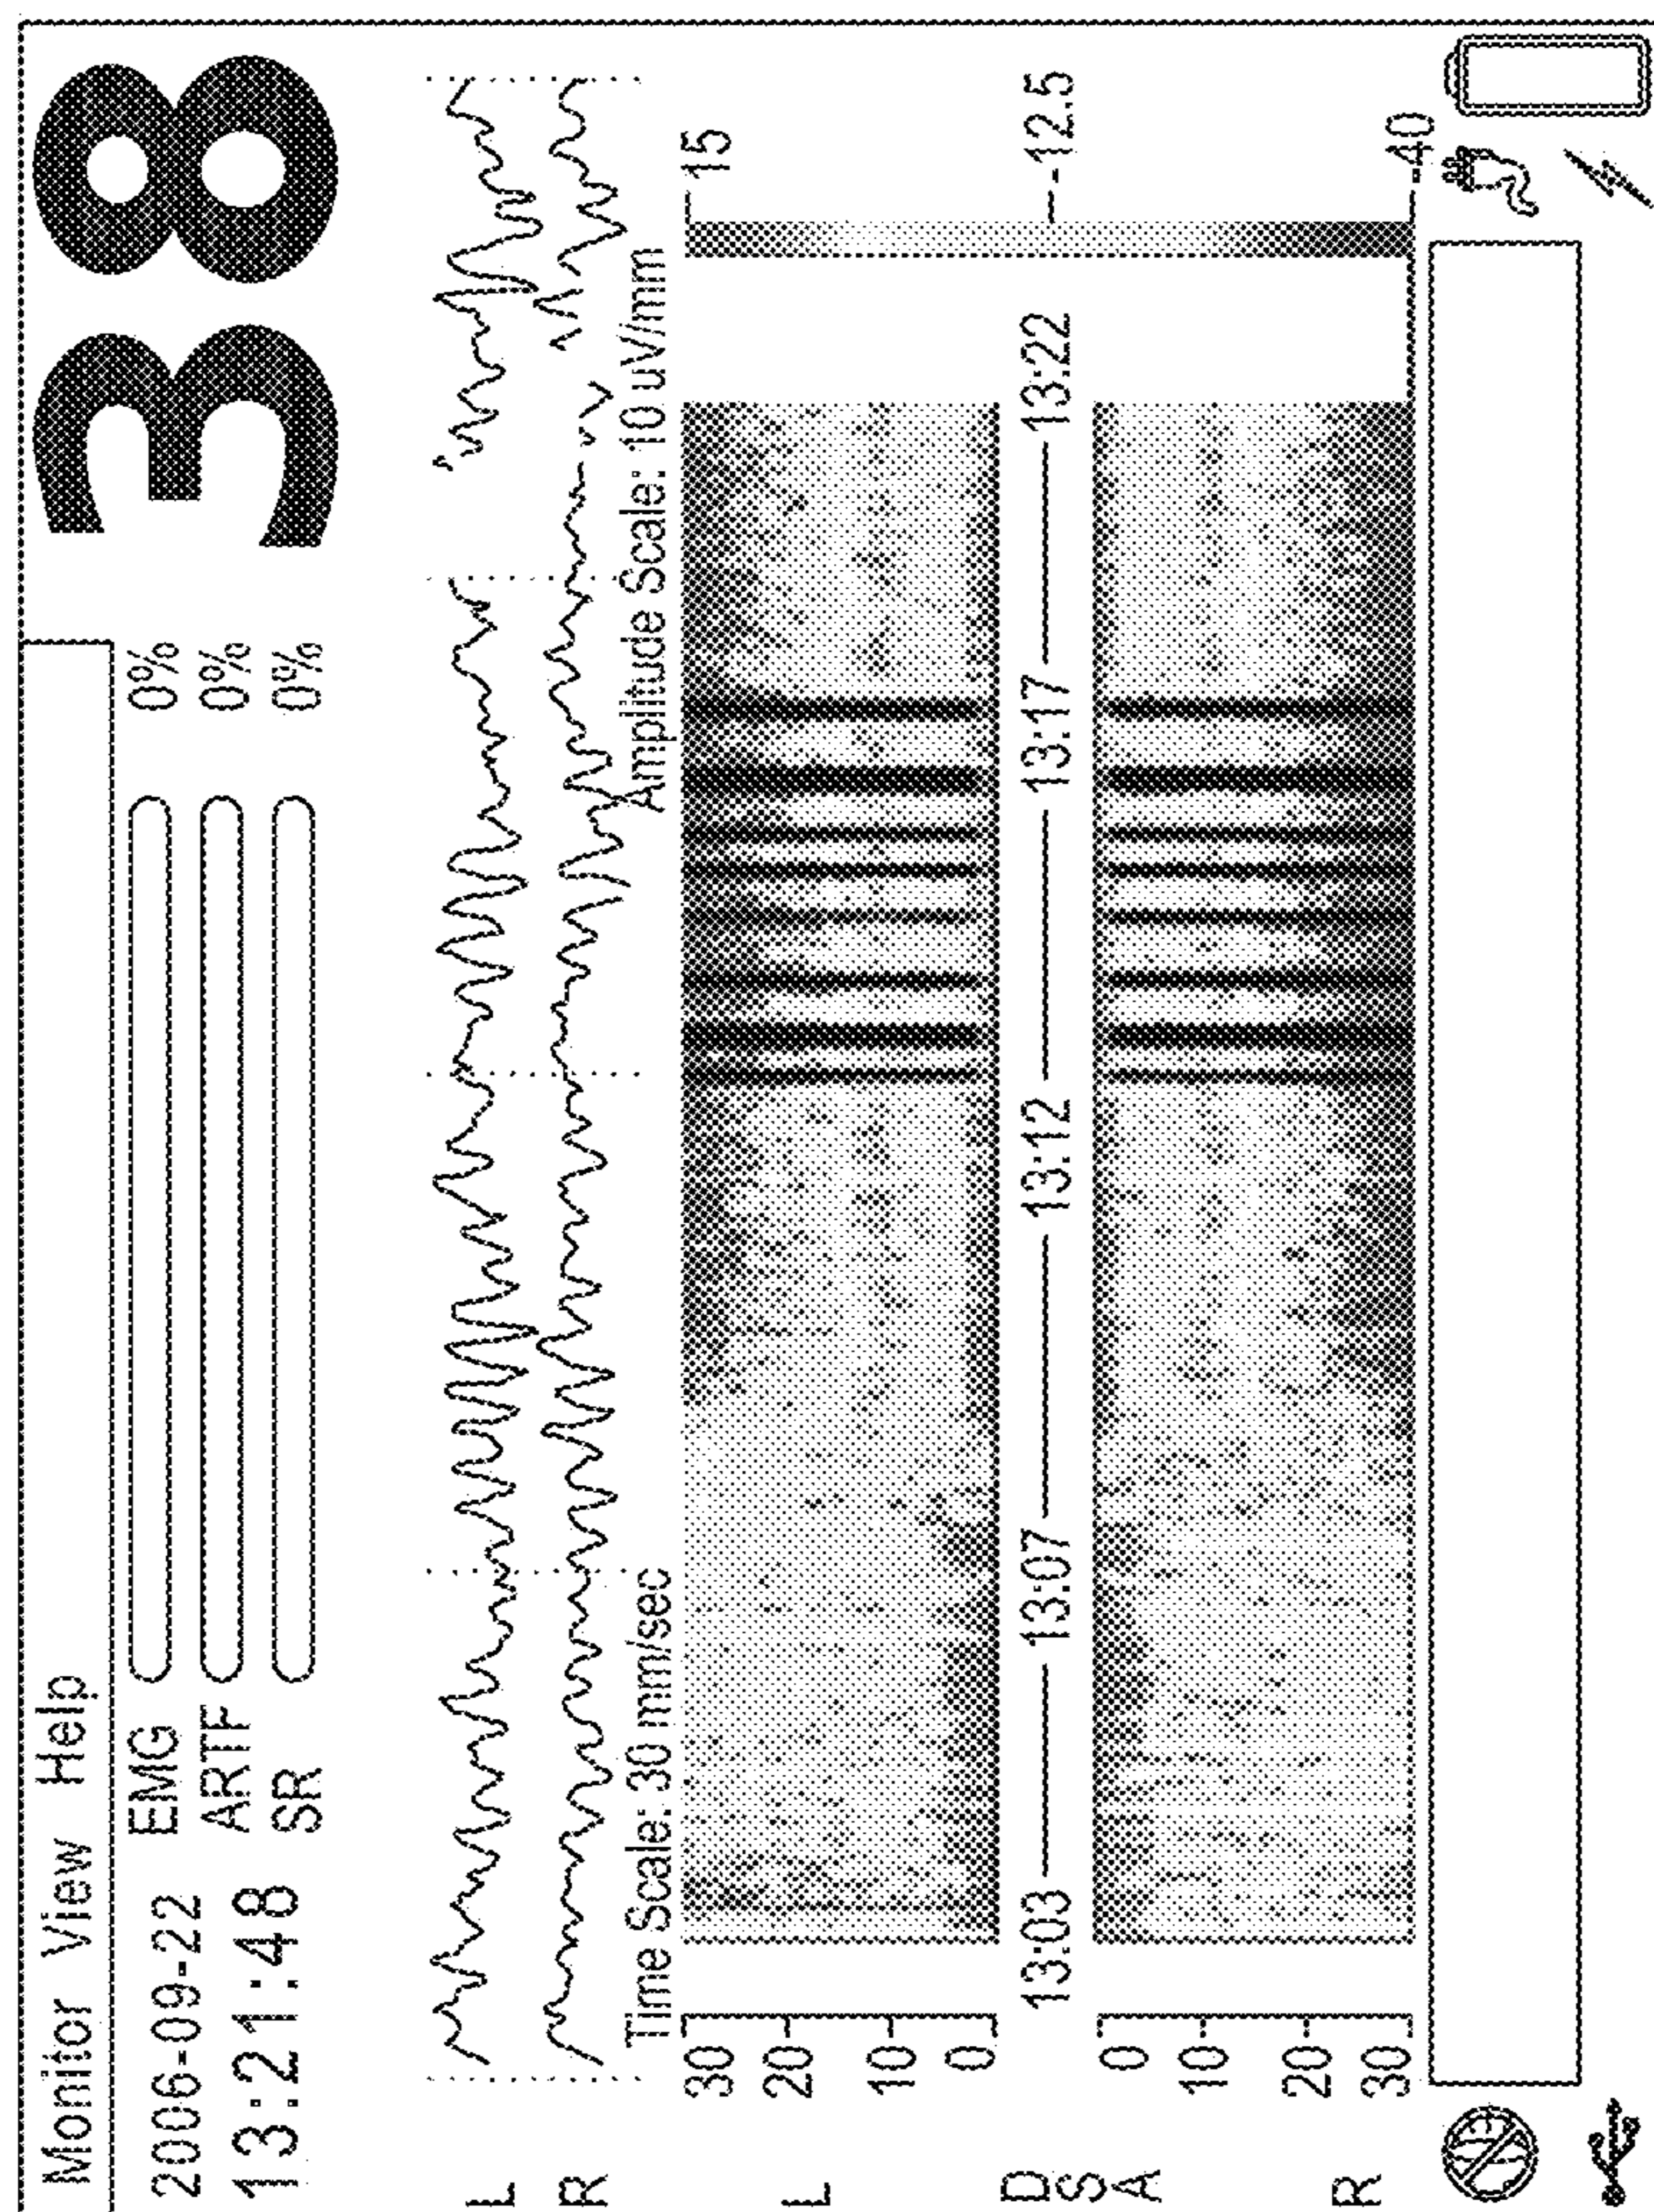 Monitor View Help
2006-09-22 EMG 0%
13:21:48 ARTF 0%
SR 0%
38
L
R
Time Scale: 30 mm/sec Amplitude Scale: 10 uV/mm
30
20
10
0
L
13:03 13:07 13:12 13:17 13:22
DSA
0
10
20
30
R
15
-12.5
-40